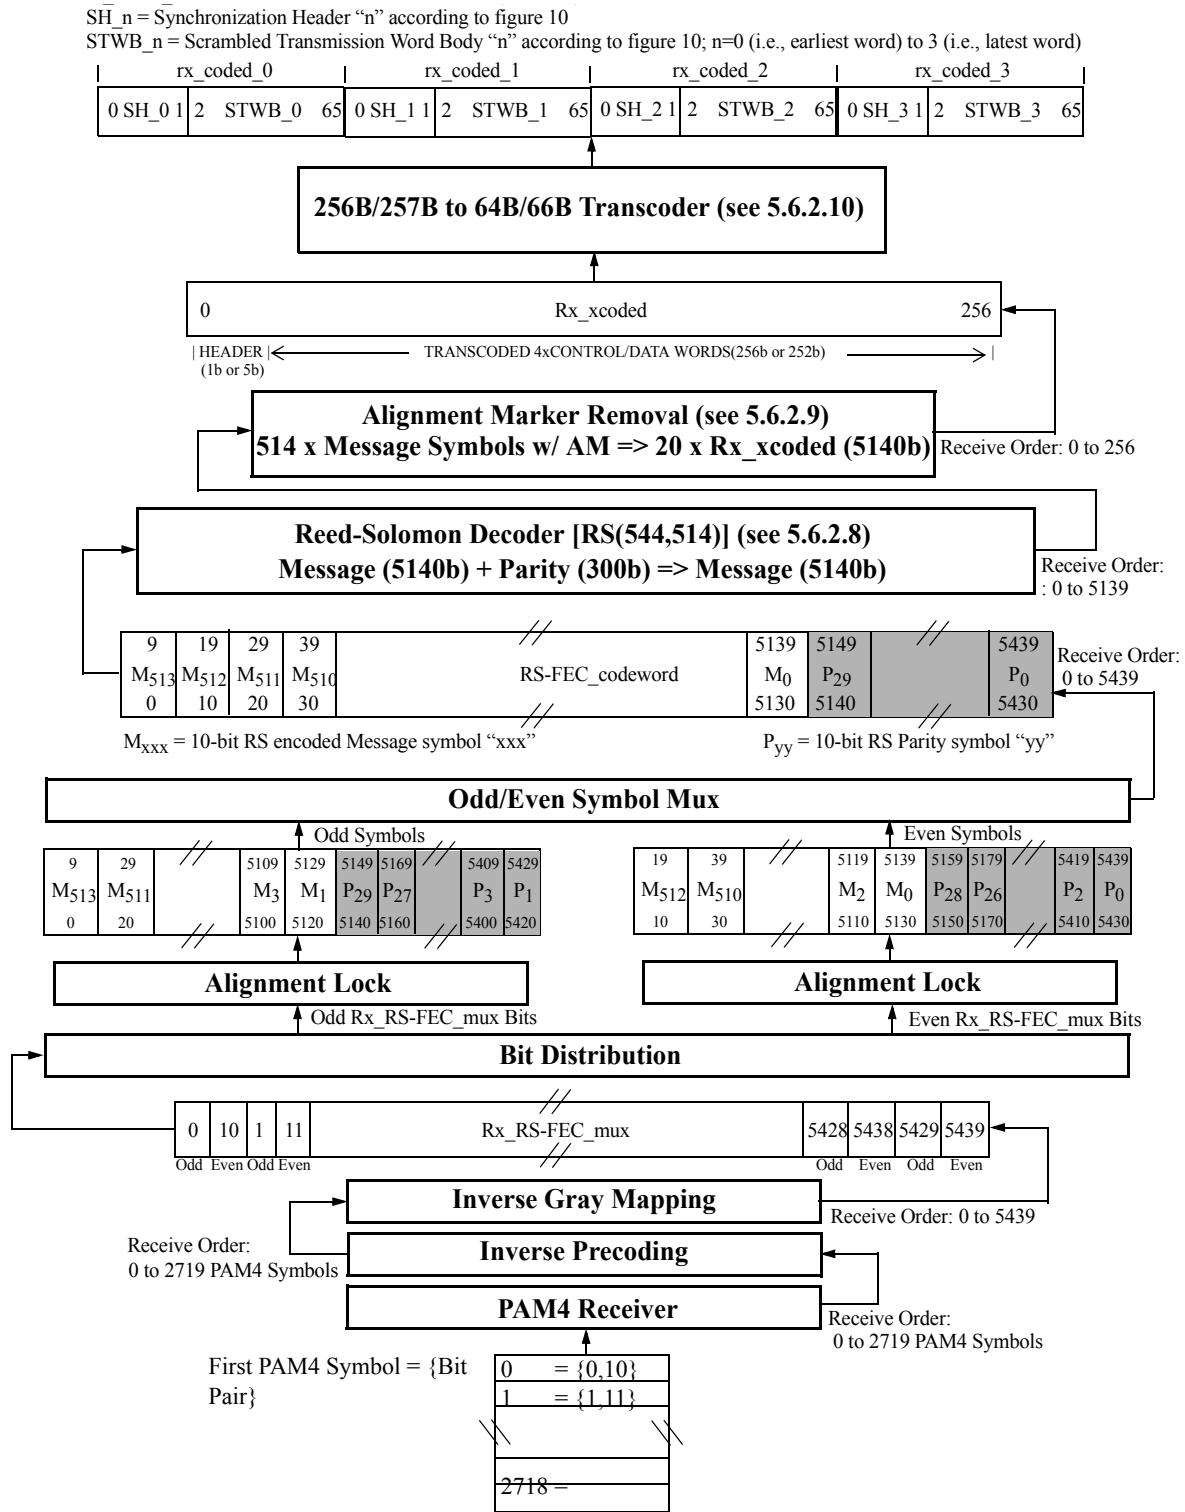 SH_n = Synchronization Header “n” according to figure 10
STWB_n = Scrambled Transmission Word Body “n” according to figure 10; n=0 (i.e., earliest word) to 3 (i.e., latest word)
rx_coded_0 rx_coded_1 rx_coded_2 rx_coded_3
0 SH_0 1 2 STWB_0 65 0 SH_1 1 2 STWB_1 65 0 SH_2 1 2 STWB_2 65 0 SH_3 1 2 STWB_3 65
256B/257B to 64B/66B Transcoder (see 5.6.2.10)
0 Rx_xcoded 256
| HEADER | TRANSCODED 4xCONTROL/DATA WORDS(256b or 252b) |
(1b or 5b)
Alignment Marker Removal (see 5.6.2.9)
514 x Message Symbols w/ AM => 20 x Rx_xcoded (5140b)
Receive Order: 0 to 256
Reed-Solomon Decoder [RS(544,514)] (see 5.6.2.8)
Message (5140b) + Parity (300b) => Message (5140b)
Receive Order:
: 0 to 5139
9 19 29 39 5139 5149 5439
M513 M512 M511 M510 RS-FEC_codeword M0 P29 P0
0 10 20 30 5130 5140 5430
Receive Order:
0 to 5439
Mxxx = 10-bit RS encoded Message symbol “xxx” Pyy = 10-bit RS Parity symbol “yy”
Odd/Even Symbol Mux
Odd Symbols Even Symbols
9 29 5109 5129 5149 5169 5409 5429
M513 M511 M3 M1 P29 P27 P3 P1
0 20 5100 5120 5140 5160 5400 5420
19 39 5119 5139 5159 5179 5419 5439
M512 M510 M2 M0 P28 P26 P2 P0
10 30 5110 5130 5150 5170 5410 5430
Alignment Lock Alignment Lock
Odd Rx_RS-FEC_mux Bits Even Rx_RS-FEC_mux Bits
Bit Distribution
0 10 1 11 Rx_RS-FEC_mux 5428 5438 5429 5439
Odd Even Odd Even Odd Even Odd Even
Inverse Gray Mapping
Receive Order: 0 to 5439
Receive Order:
0 to 2719 PAM4 Symbols
Inverse Precoding
PAM4 Receiver
Receive Order:
0 to 2719 PAM4 Symbols
First PAM4 Symbol = {Bit
Pair}
0 = {0,10}
1 = {1,11}
2718 =